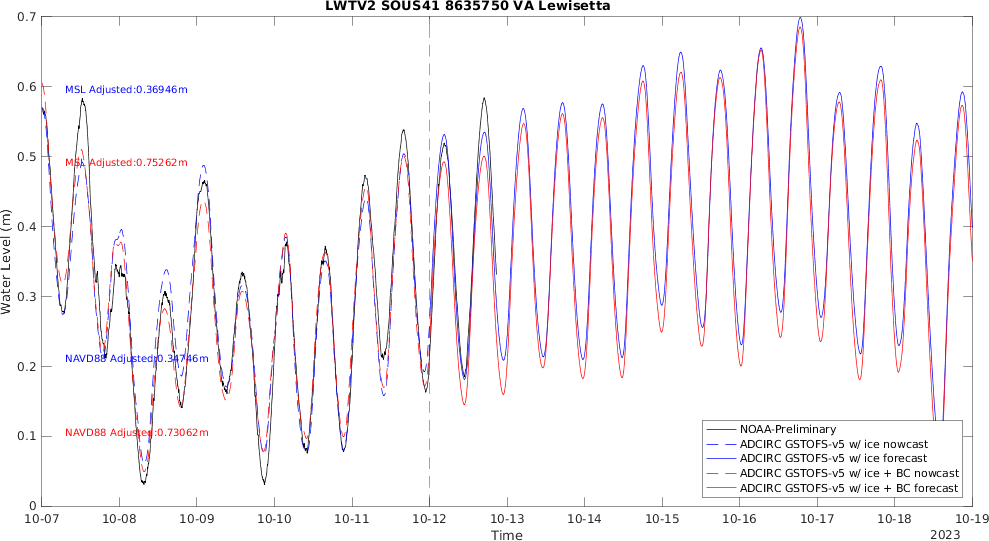 LWTV2 SOUS41 8635750 VA Lewisetta
0.7
0.6
0.5
0.4
0.3
0.2
0.1
0
Water Level (m)
MSL Adjusted:0.36946m
MSL Adjusted:0.75262m
NAVD88 Adjusted:0.34746m
NAVD88 Adjusted:0.73062m
NOAA-Preliminary
ADCIRC GSTOFS-v5 w/ ice nowcast
ADCIRC GSTOFS-v5 w/ ice forecast
ADCIRC GSTOFS-v5 w/ ice + BC nowcast
ADCIRC GSTOFS-v5 w/ ice + BC forecast
10-07 10-08 10-09 10-10 10-11 10-12 10-13 10-14 10-15 10-16 10-17 10-18 10-19
Time
2023